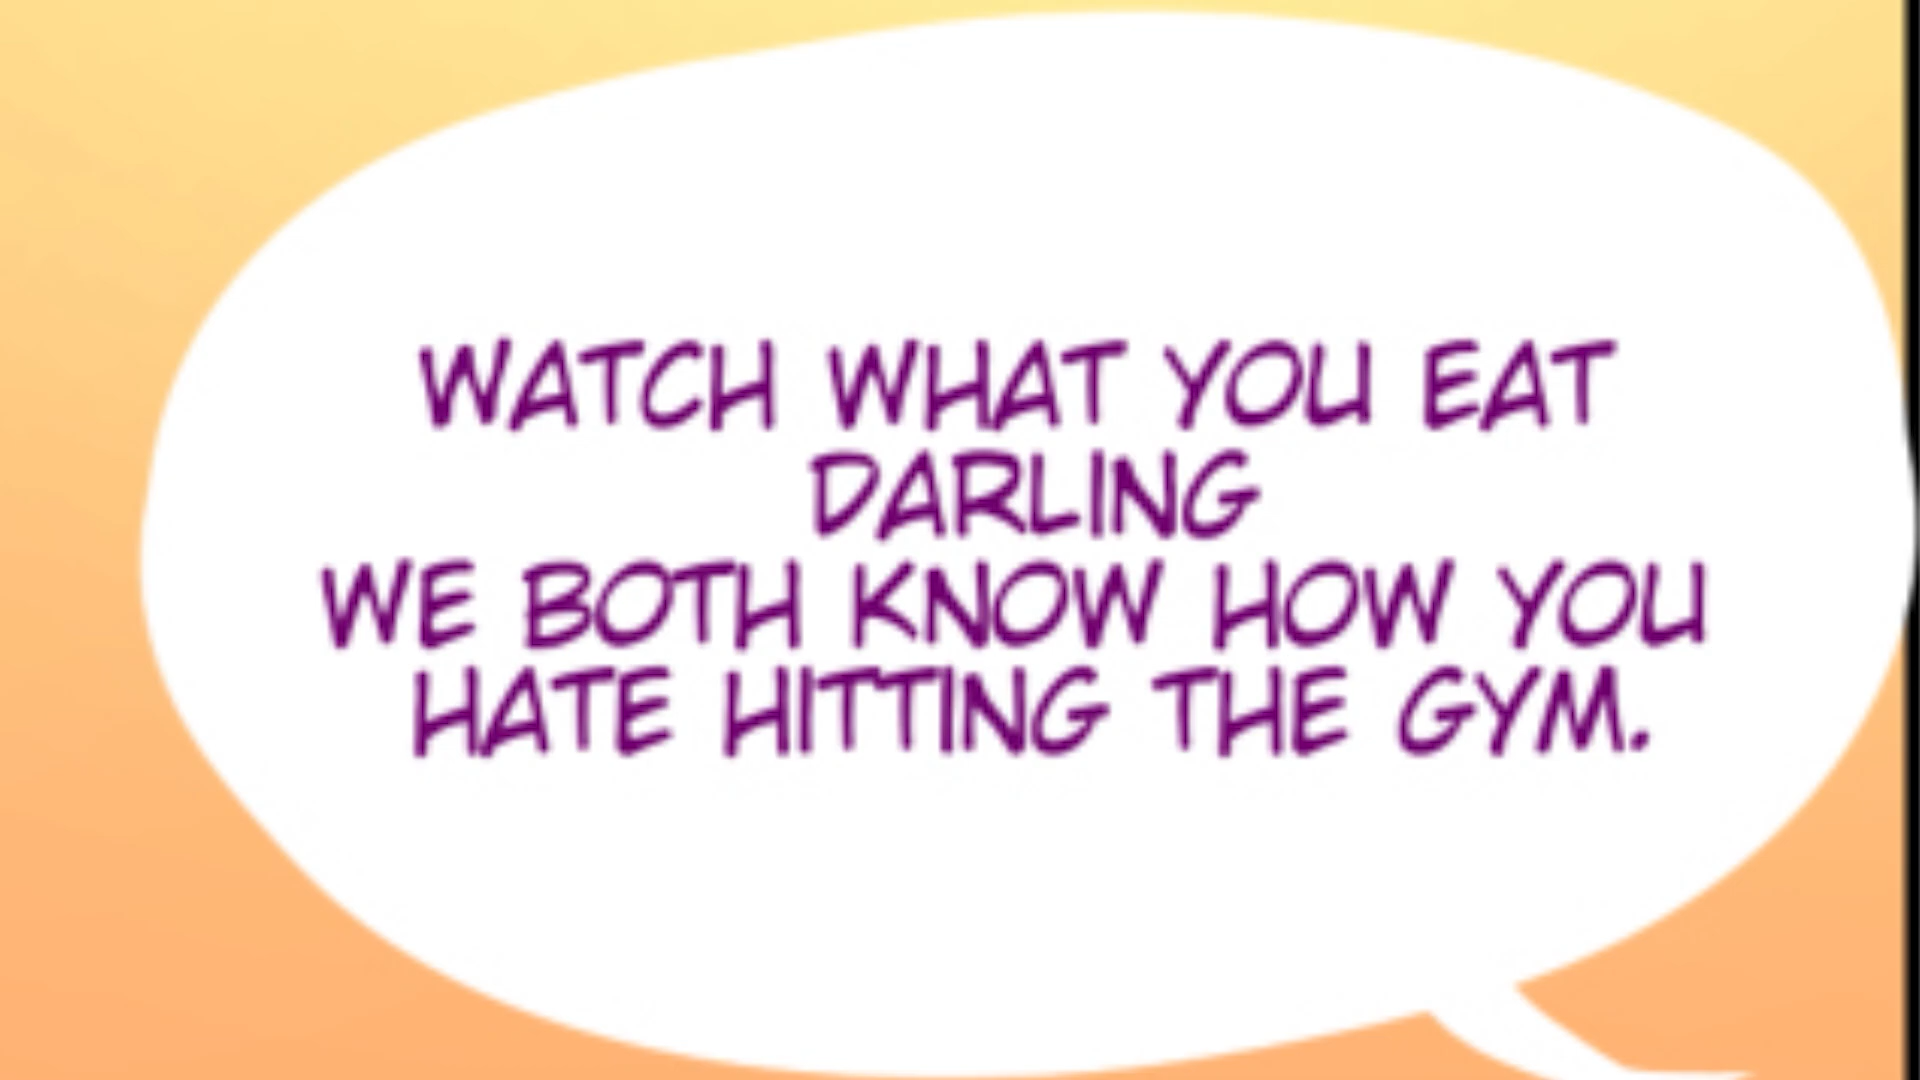 WATCH WHAT YOU EAT
DARLING
WE BOTH KNOW HOW YOU
HATE HITTING THE GYM.